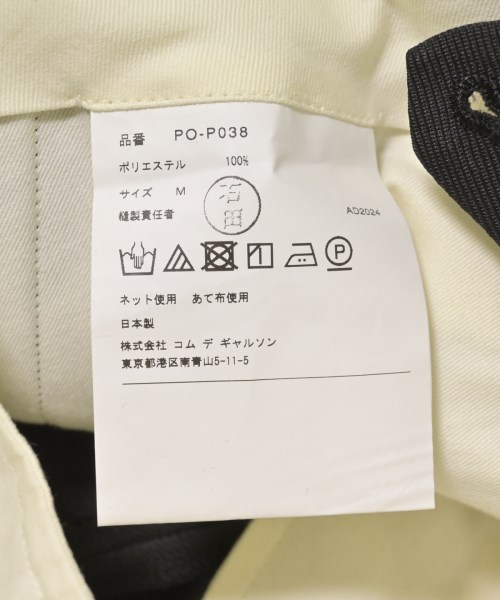 品番 PO-P038
ポリエステル 100%
サイズ M
縫製責任者 石田
AD2024
P
ネット使用 あて布使用
日本製
株式会社 コム デ ギャルソン
東京都港区南青山5-11-5